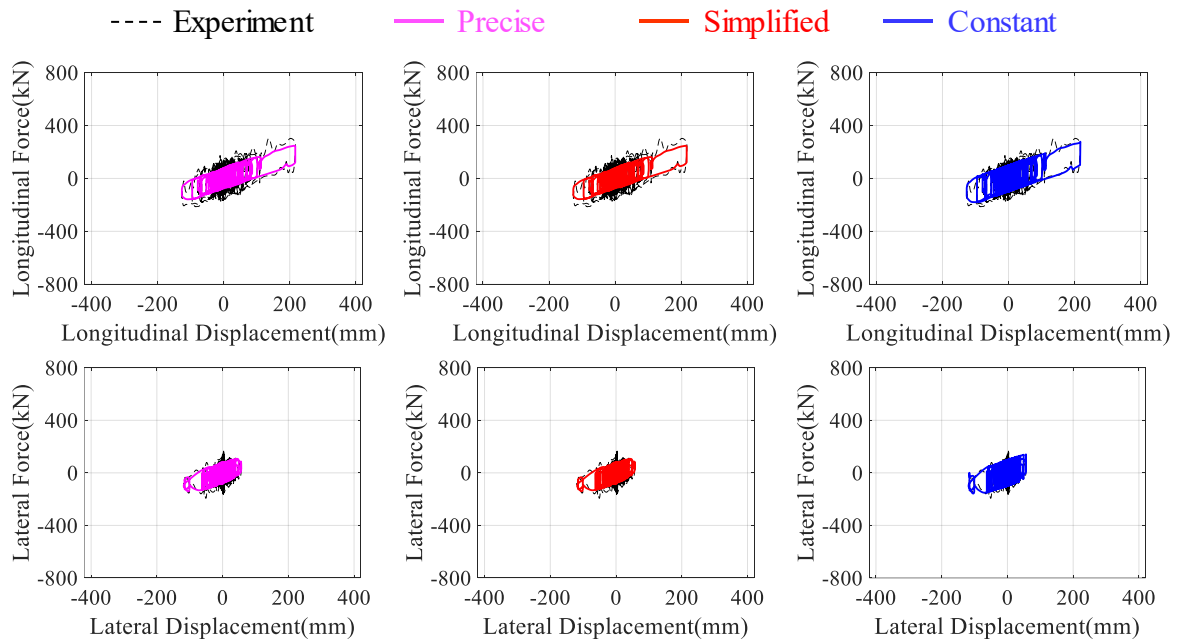 Experiment Precise Simplified Constant
800 800 800
400 400 400
0 0 0
-400 -400 -400
-800 -800 -800
Longitudinal Force(kN) Longitudinal Force(kN) Longitudinal Force(kN)
-400 -200 0 200 400 -400 -200 0 200 400 -400 -200 0 200 400
Longitudinal Displacement(mm) Longitudinal Displacement(mm) Longitudinal Displacement(mm)
800 800 800
400 400 400
0 0 0
-400 -400 -400
-800 -800 -800
Lateral Force(kN) Lateral Force(kN) Lateral Force(kN)
-400 -200 0 200 400 -400 -200 0 200 400 -400 -200 0 200 400
Lateral Displacement(mm) Lateral Displacement(mm) Lateral Displacement(mm)